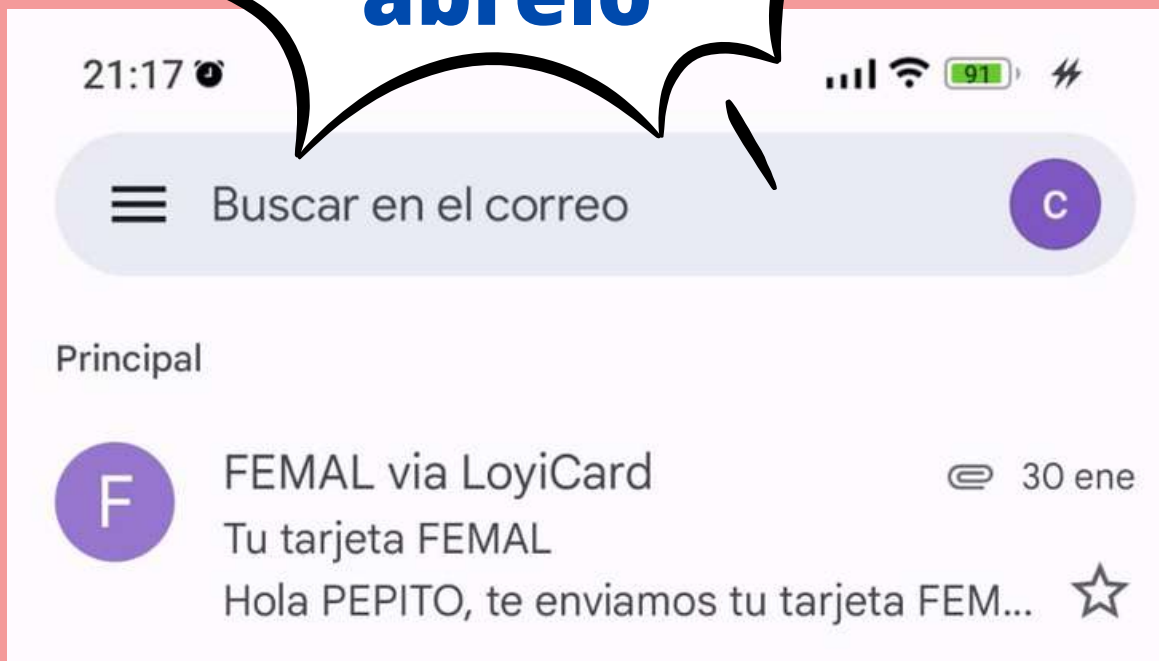 ábrelo
21:17
91
Buscar en el correo
C
Principal
F
FEMAL via LoyiCard
30 ene
Tu tarjeta FEMAL
Hola PEPITO, te enviamos tu tarjeta FEM...